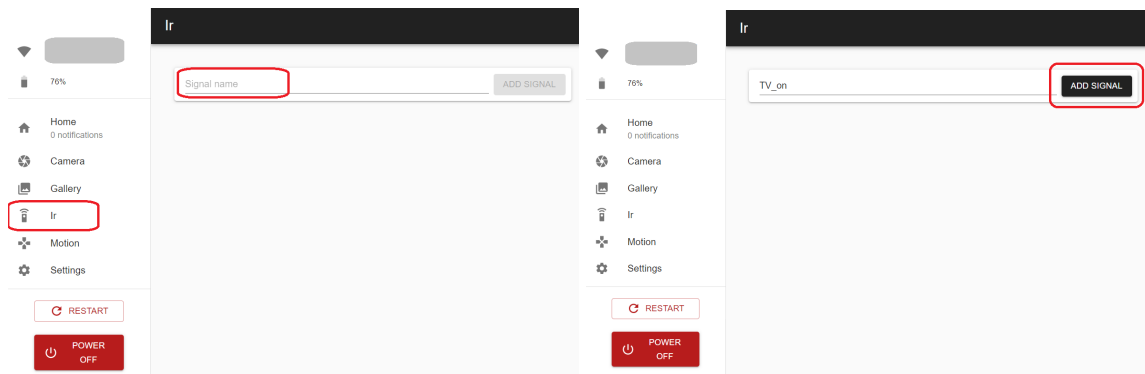 Ir
76%
Signal name
ADD SIGNAL
Home
0 notifications
Camera
Gallery
Ir
Motion
Settings
RESTART
POWER
OFF
Ir
76%
TV_on
ADD SIGNAL
Home
0 notifications
Camera
Gallery
Ir
Motion
Settings
RESTART
POWER
OFF